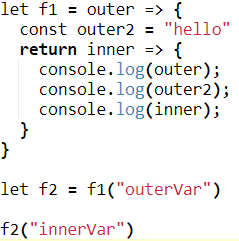 let f1 = outer => {
  const outer2 = "hello"
  return inner => {
    console.log(outer);
    console.log(outer2);
    console.log(inner);
  }
}

let f2 = f1("outerVar")

f2("innerVar")